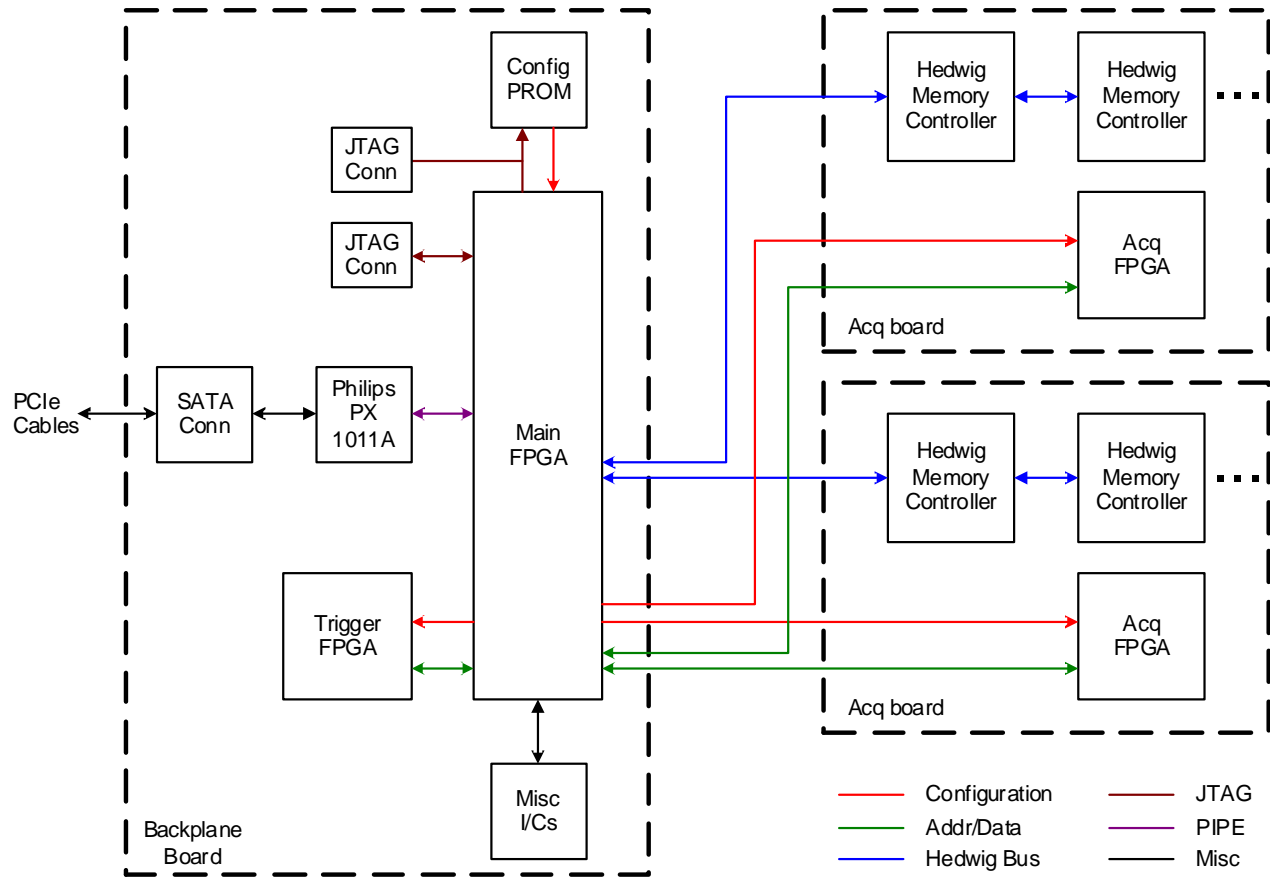 Config
PROM
JTAG
Conn
JTAG
Conn
PCIe
Cables
SATA
Conn
Philips
PX
1011A
Main
FPGA
Trigger
FPGA
Misc
I/Cs
Backplane
Board
Hedwig
Memory
Controller
Hedwig
Memory
Controller
Acq
FPGA
Acq board
Hedwig
Memory
Controller
Hedwig
Memory
Controller
Acq
FPGA
Acq board
Configuration
Addr/Data
Hedwig Bus
JTAG
PIPE
Misc